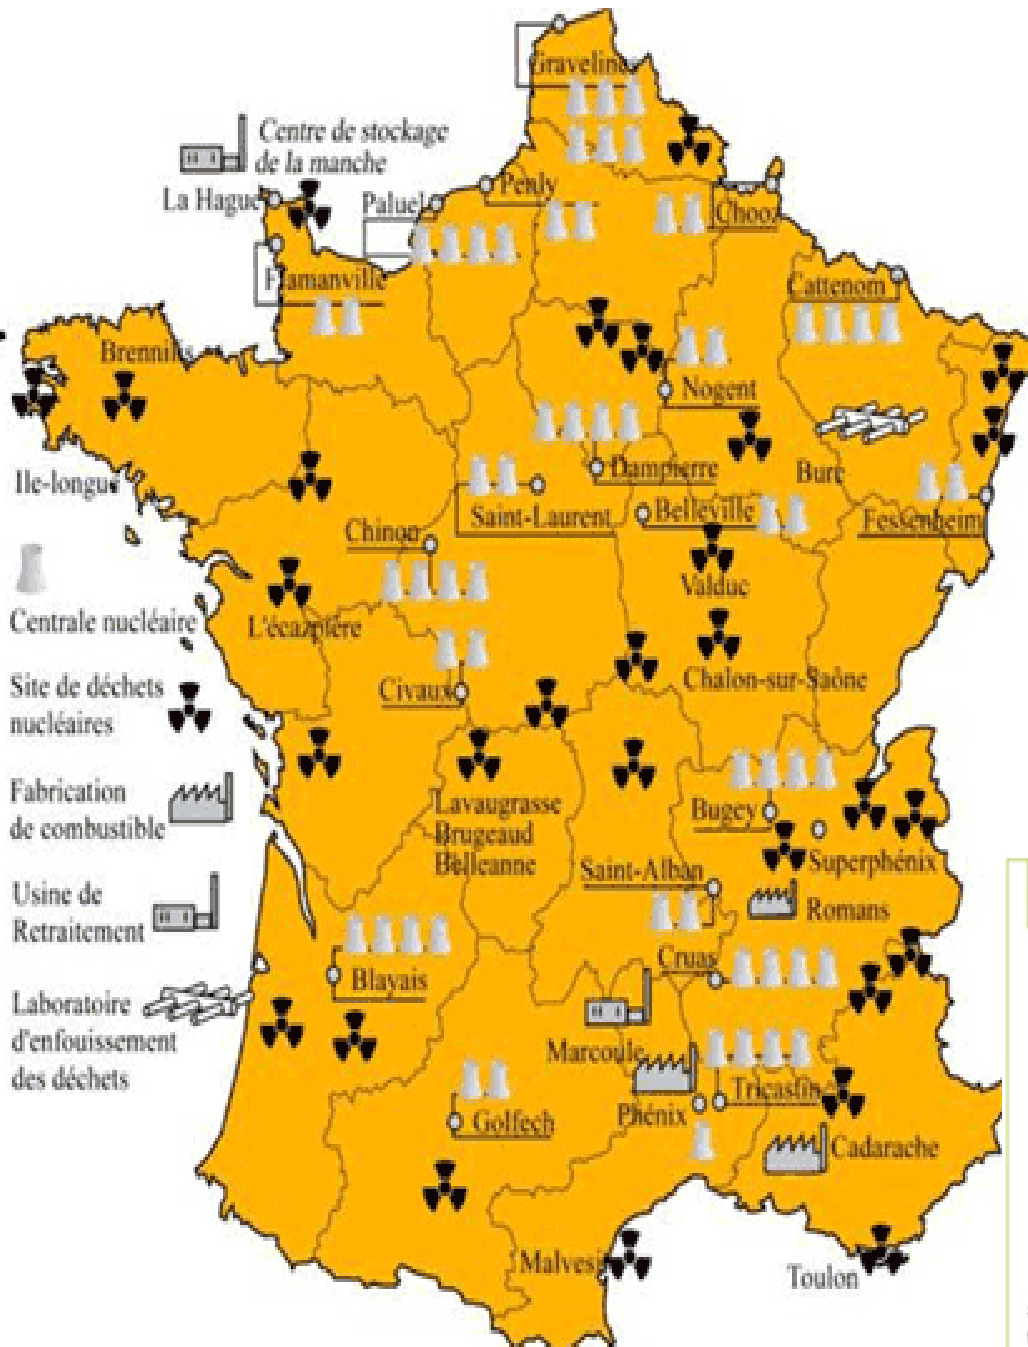 Gravelines
Centre de stockage
de la manche
La Hague
Paluel
Penly
Chooz
Flamanville
Cattenom
Brennilis
Nogent
Ile-longue
Dampierre
Bure
Saint-Laurent
Belleville
Fessenheim
Chinon
Valduc
Centrale nucléaire
L'écazpière
Site de déchets
nucléaires
Civaux
Chalon-sur-Saône
Fabrication
de combustible
Lavaugrasse
Brugeaud
Belleanne
Bugey
Superphénix
Saint-Alban
Romans
Usine de
Retraitement
Cruas
Blayais
Laboratoire
d'enfouissement
des déchets
Marcoule
Tricastin
Phénix
Golfech
Cadarache
Malvesi
Toulon